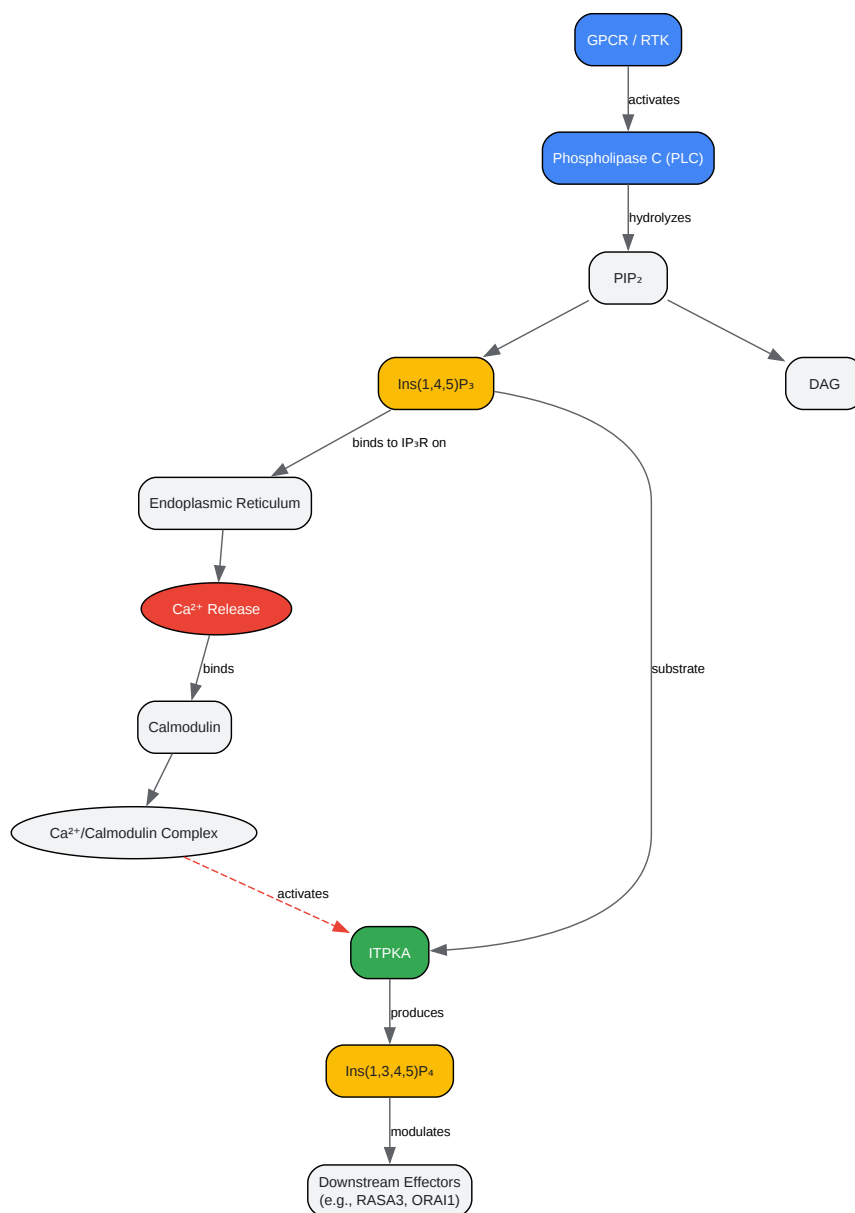 GPCR / RTK
activates
Phospholipase C (PLC)
hydrolyzes
PIP₂
Ins(1,4,5)P₃
DAG
binds to IP₃R on
Endoplasmic Reticulum
Ca²⁺ Release
binds
substrate
Calmodulin
Ca²⁺/Calmodulin Complex
activates
ITPKA
produces
Ins(1,3,4,5)P₄
modulates
Downstream Effectors
(e.g., RASA3, ORAI1)